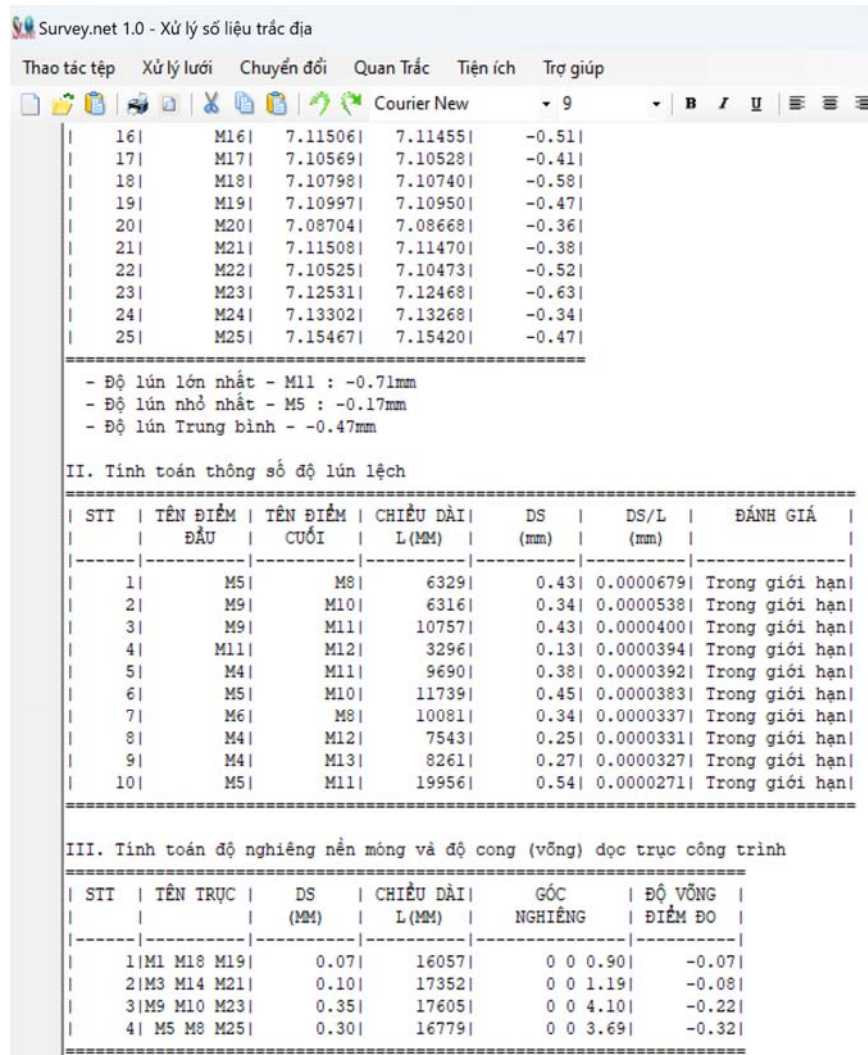 Survey.net 1.0 - Xử lý số liệu trắc địa
Thao tác tệp Xử lý lưới Chuyển đổi Quan Trắc Tiện ích Trợ giúp
Courier New 9 B I U
| 16| M16| 7.11506| 7.11455| -0.51|
| 17| M17| 7.10569| 7.10528| -0.41|
| 18| M18| 7.10798| 7.10740| -0.58|
| 19| M19| 7.10997| 7.10950| -0.47|
| 20| M20| 7.08704| 7.08668| -0.36|
| 21| M21| 7.11508| 7.11470| -0.38|
| 22| M22| 7.10525| 7.10473| -0.52|
| 23| M23| 7.12531| 7.12468| -0.63|
| 24| M24| 7.13302| 7.13268| -0.34|
| 25| M25| 7.15467| 7.15420| -0.47|
- Độ lún lớn nhất - M11 : -0.71mm
- Độ lún nhỏ nhất - M5 : -0.17mm
- Độ lún Trung bình - -0.47mm
II. Tính toán thông số độ lún lệch
| STT | TÊN ĐIỂM | TÊN ĐIỂM | CHIỀU DÀI| DS | DS/L | ĐÁNH GIÁ |
| | ĐẦU | CUỐI | L(MM) | (mm) | (mm) | |
| 1| M5| M8| 6329| 0.43| 0.0000679| Trong giới hạn|
| 2| M9| M10| 6316| 0.34| 0.0000538| Trong giới hạn|
| 3| M9| M11| 10757| 0.43| 0.0000400| Trong giới hạn|
| 4| M11| M12| 3296| 0.13| 0.0000394| Trong giới hạn|
| 5| M4| M11| 9690| 0.38| 0.0000392| Trong giới hạn|
| 6| M5| M10| 11739| 0.45| 0.0000383| Trong giới hạn|
| 7| M6| M8| 10081| 0.34| 0.0000337| Trong giới hạn|
| 8| M4| M12| 7543| 0.25| 0.0000331| Trong giới hạn|
| 9| M4| M13| 8261| 0.27| 0.0000327| Trong giới hạn|
| 10| M5| M11| 19956| 0.54| 0.0000271| Trong giới hạn|
III. Tính toán độ nghiêng nền móng và độ cong (võng) dọc trục công trình
| STT | TÊN TRỤC | DS | CHIỀU DÀI| GÓC | ĐỘ VÕNG |
| | | (MM) | L(MM) | NGHIÊNG | ĐIỂM ĐO |
| 1|M1 M18 M19| 0.07| 16057| 0 0 0.90| -0.07|
| 2|M3 M14 M21| 0.10| 17352| 0 0 1.19| -0.08|
| 3|M9 M10 M23| 0.35| 17605| 0 0 4.10| -0.22|
| 4| M5 M8 M25| 0.30| 16779| 0 0 3.69| -0.32|